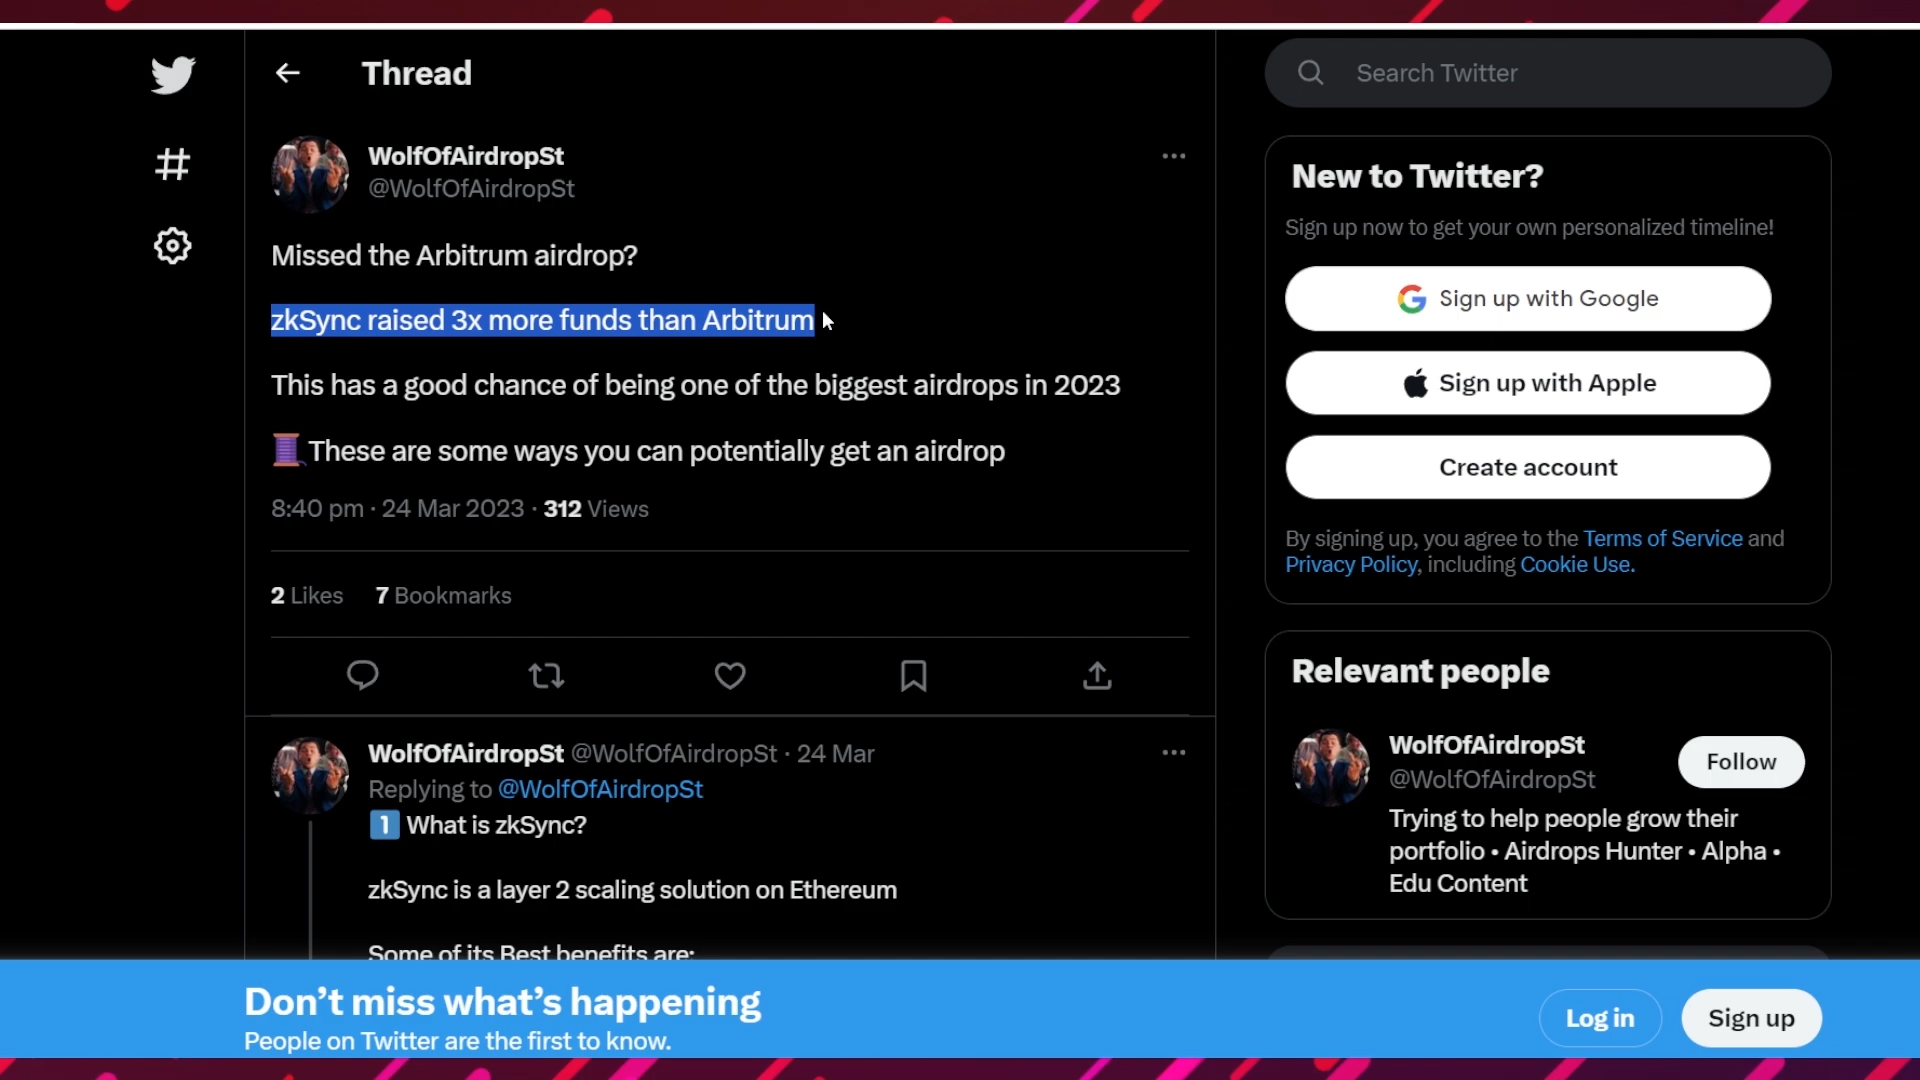 Thread
WolfOfAirdropSt
@WolfOfAirdropSt
Missed the Arbitrum airdrop?
zkSync raised 3x more funds than Arbitrum
This has a good chance of being one of the biggest airdrops in 2023
🧵These are some ways you can potentially get an airdrop
8:40 pm · 24 Mar 2023 · 312 Views
2 Likes 7 Bookmarks
WolfOfAirdropSt @WolfOfAirdropSt · 24 Mar
Replying to @WolfOfAirdropSt
1️⃣ What is zkSync?
zkSync is a layer 2 scaling solution on Ethereum
Some of its Best benefits are:
Search Twitter
New to Twitter?
Sign up now to get your own personalized timeline!
Sign up with Google
Sign up with Apple
Create account
By signing up, you agree to the Terms of Service and
Privacy Policy, including Cookie Use.
Relevant people
WolfOfAirdropSt
@WolfOfAirdropSt
Follow
Trying to help people grow their
portfolio • Airdrops Hunter • Alpha •
Edu Content
Don’t miss what’s happening
People on Twitter are the first to know.
Log in
Sign up